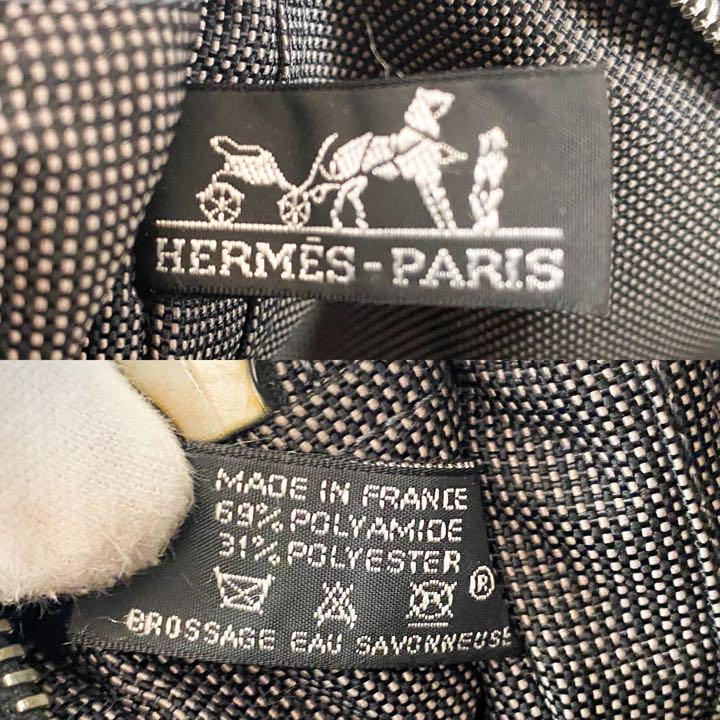 HERMÈS-PARIS
MADE IN FRANCE
69% POLYAMIDE
31% POLYESTER
®
BROSSAGE EAU SAVONNEUSE